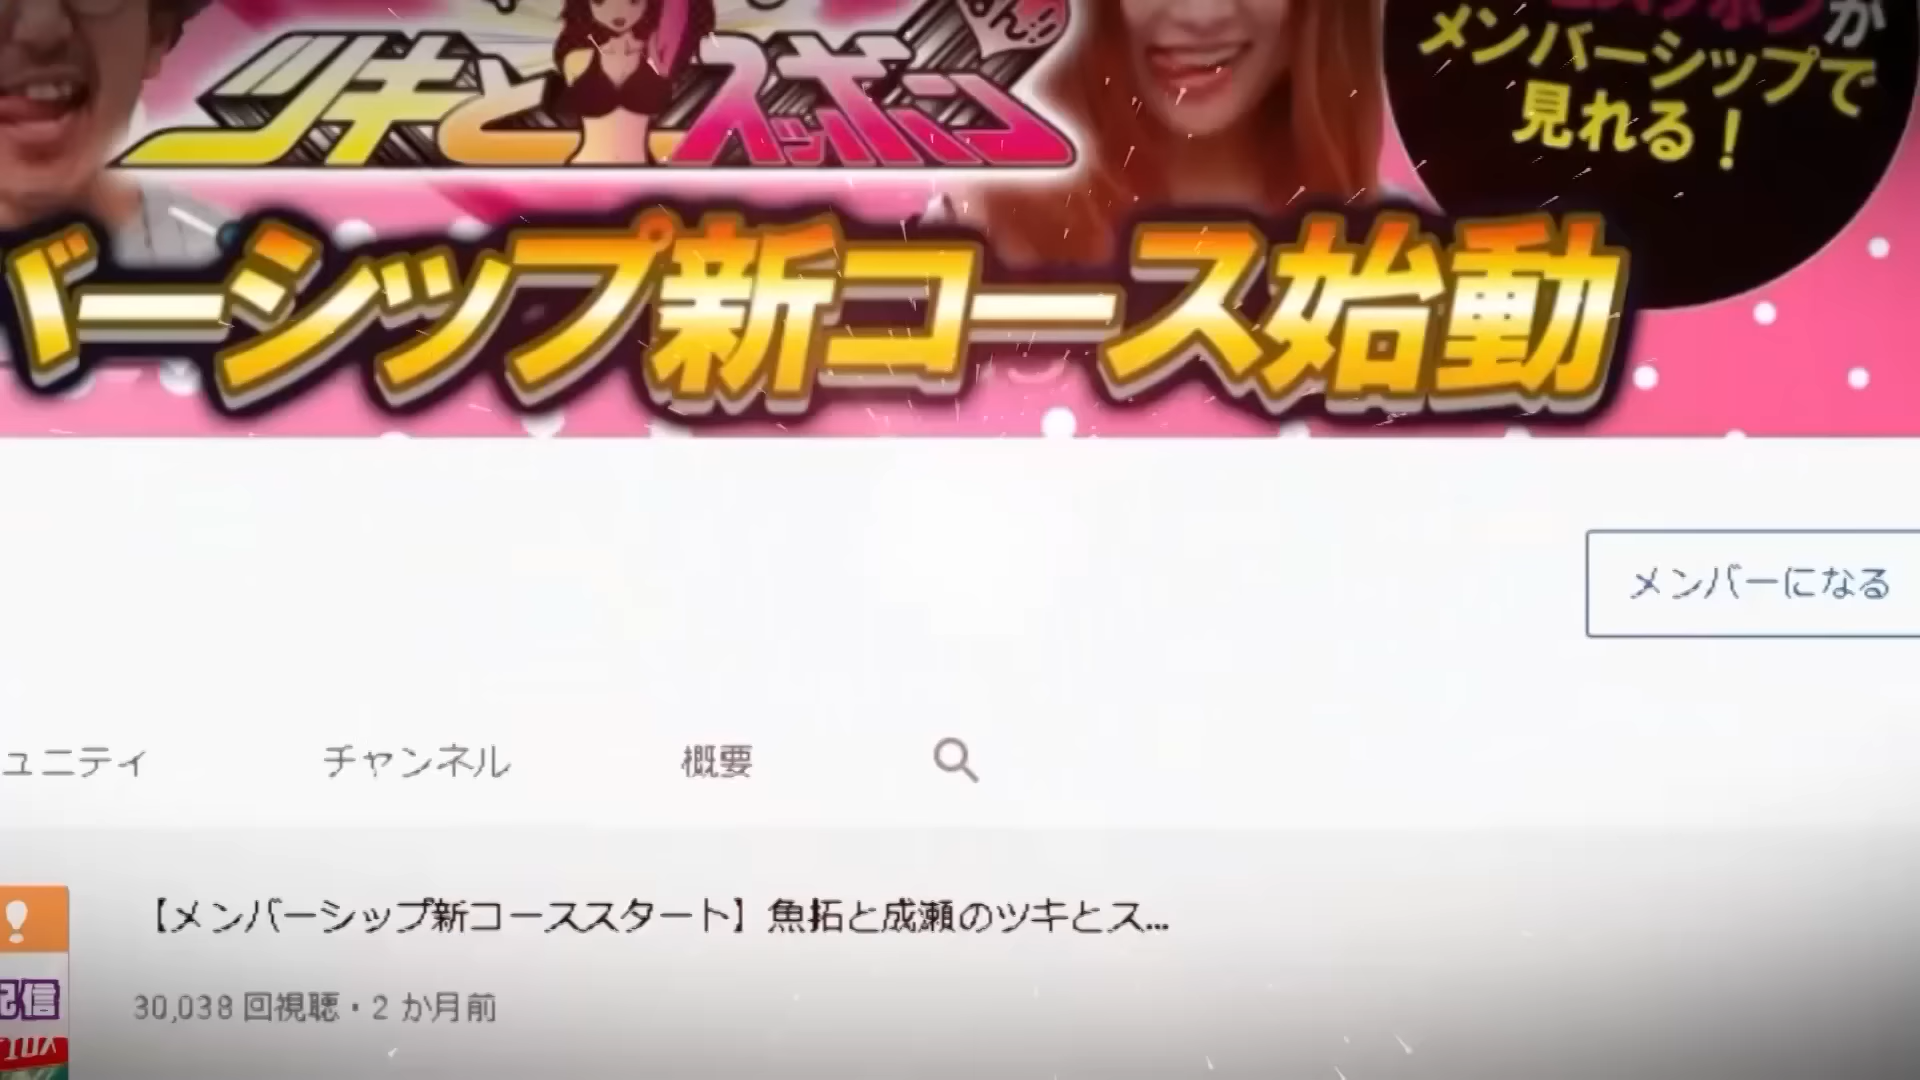 ツキとスッポン
メンバーシップで
見れる！
バーシップ新コース始動
メンバーになる
ュニティ
チャンネル
概要
【メンバーシップ新コーススタート】魚拓と成瀬のツキとス...
30,038 回視聴・2 か月前
配信